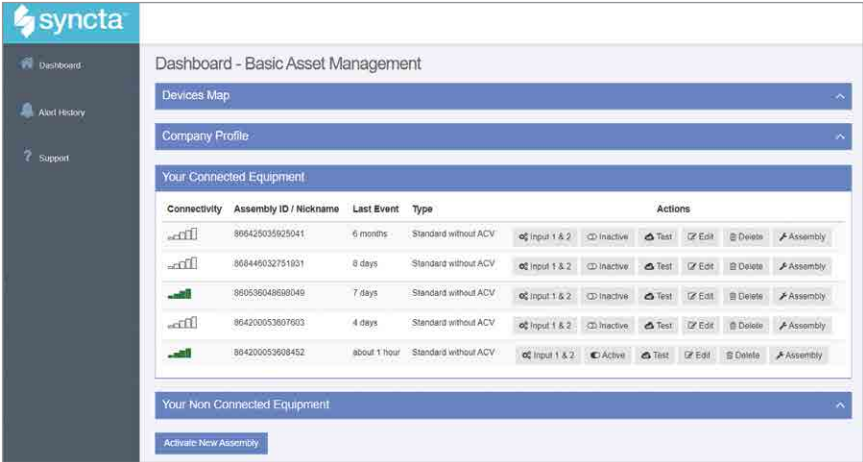 syncta
Dashboard
Alert History
? Support
Dashboard - Basic Asset Management
Devices Map
Company Profile
Your Connected Equipment
Connectivity Assembly ID / Nickname Last Event Type Actions
866425035925041 6 months Standard without ACV Input 1 & 2 Inactive Test Edit Delete Assembly
868446032751931 8 days Standard without ACV Input 1 & 2 Inactive Test Edit Delete Assembly
860536048698049 7 days Standard without ACV Input 1 & 2 Inactive Test Edit Delete Assembly
864200053607603 4 days Standard without ACV Input 1 & 2 Inactive Test Edit Delete Assembly
864200053608452 about 1 hour Standard without ACV Input 1 & 2 Active Test Edit Delete Assembly
Your Non Connected Equipment
Activate New Assembly